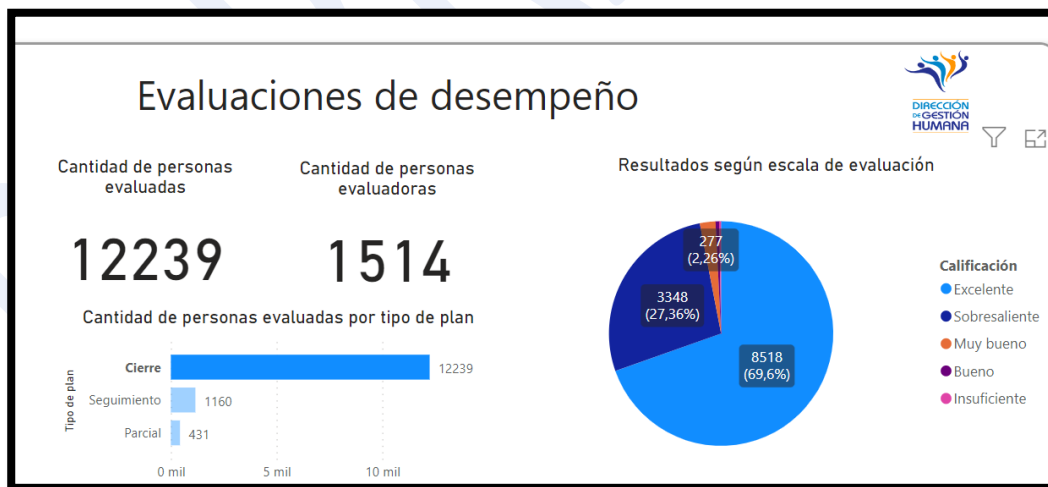 Evaluaciones de desempeño
DIRECCIÓN
DE GESTIÓN
HUMANA
Cantidad de personas
evaluadas
12239
Cantidad de personas
evaluadoras
1514
Cantidad de personas evaluadas por tipo de plan
Tipo de plan
Cierre
12239
Seguimiento
1160
Parcial
431
0 mil
5 mil
10 mil
Resultados según escala de evaluación
277
(2,26%)
3348
(27,36%)
8518
(69,6%)
Calificación
Excelente
Sobresaliente
Muy bueno
Bueno
Insuficiente